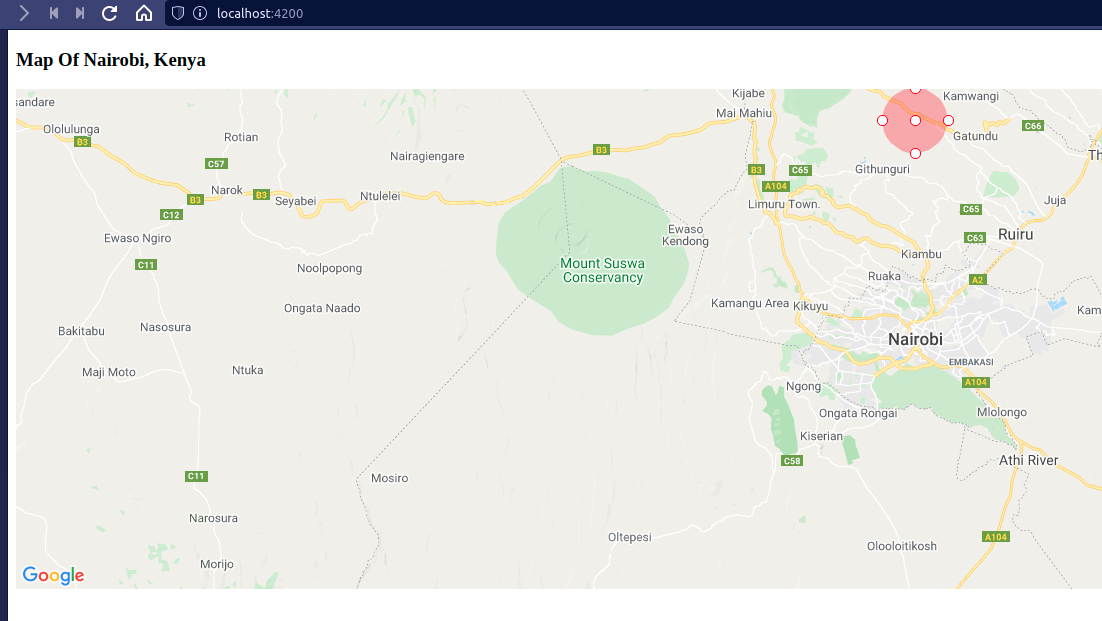 localhost:4200
Map Of Nairobi, Kenya
sandare
Kijabe
Kamwangi
Mai Mahiu
Ololulunga
B3
Rotian
C66
Gatundu
Th
B3
Nairagiengare
C57
B3
C65
Githunguri
A104
Narok
B3
Seyabei
Ntulelei
B3
Limuru Town.
Juja
C12
C65
Ewaso Ngiro
Ewaso
Kendong
C63
Ruiru
C11
Noolpopong
Mount Suswa
Conservancy
Kiambu
Ruaka
A2
Ongata Naado
Kamangu Area
Kikuyu
Kam
Bakitabu
Nasosura
Nairobi
EMBAKASI
Maji Moto
Ntuka
Ngong
A104
Ongata Rongai
Mlolongo
Kiserian
C58
Athi River
C11
Mosiro
Narosura
Oltepesi
A104
Olooloitikosh
Morijo
Google